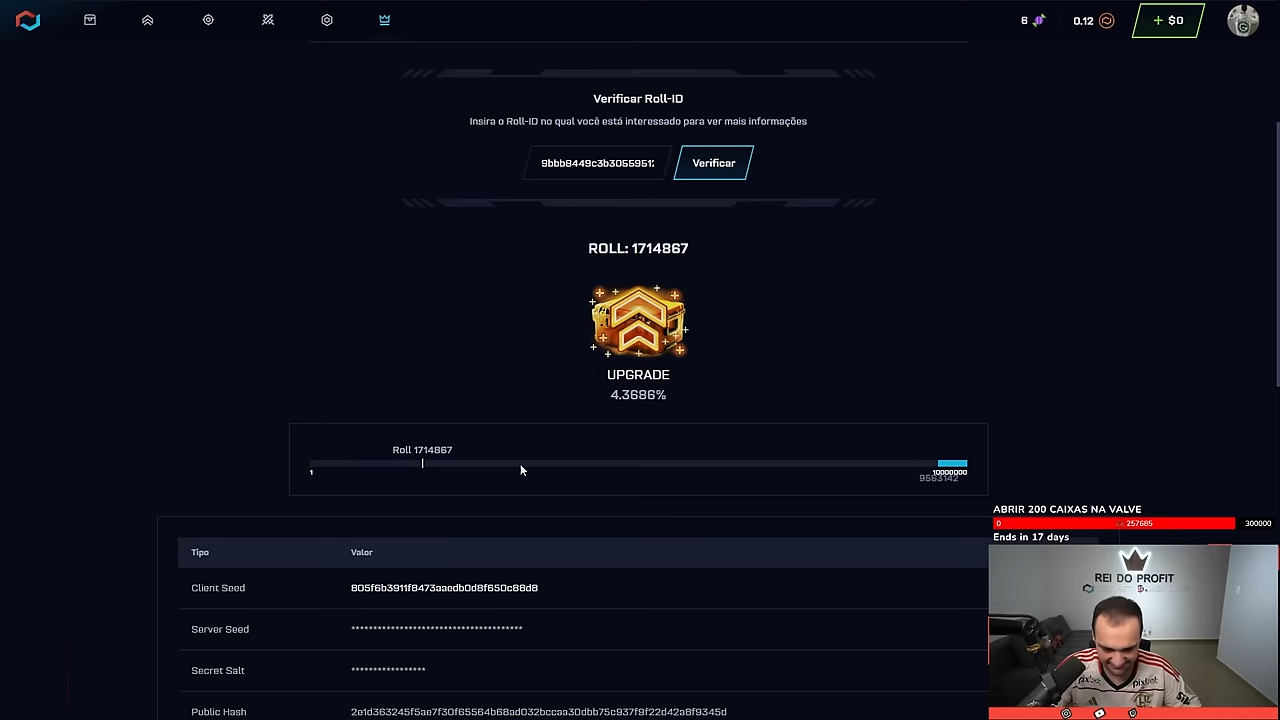 6
0.12
+ $0
Verificar Roll-ID
Insira o Roll-ID no qual você está interessado para ver mais informações
9bbb8449c3b30559512
Verificar
ROLL: 1714867
UPGRADE
4.3686%
Roll 1714867
1
10000000
9563142
Tipo
Valor
Client Seed
805f6b3911f8473aaedb0d8f650c88d8
Server Seed
***************************************
Secret Salt
*****************
Public Hash
2e1d363245f5ae7f30f65564b68ad032bccaa30dbb75c937f9f22d42a8f9345d
ABRIR 200 CAIXAS NA VALVE
0
257685
300000
Ends in 17 days
REI DO PROFIT
pixbet
pixbet